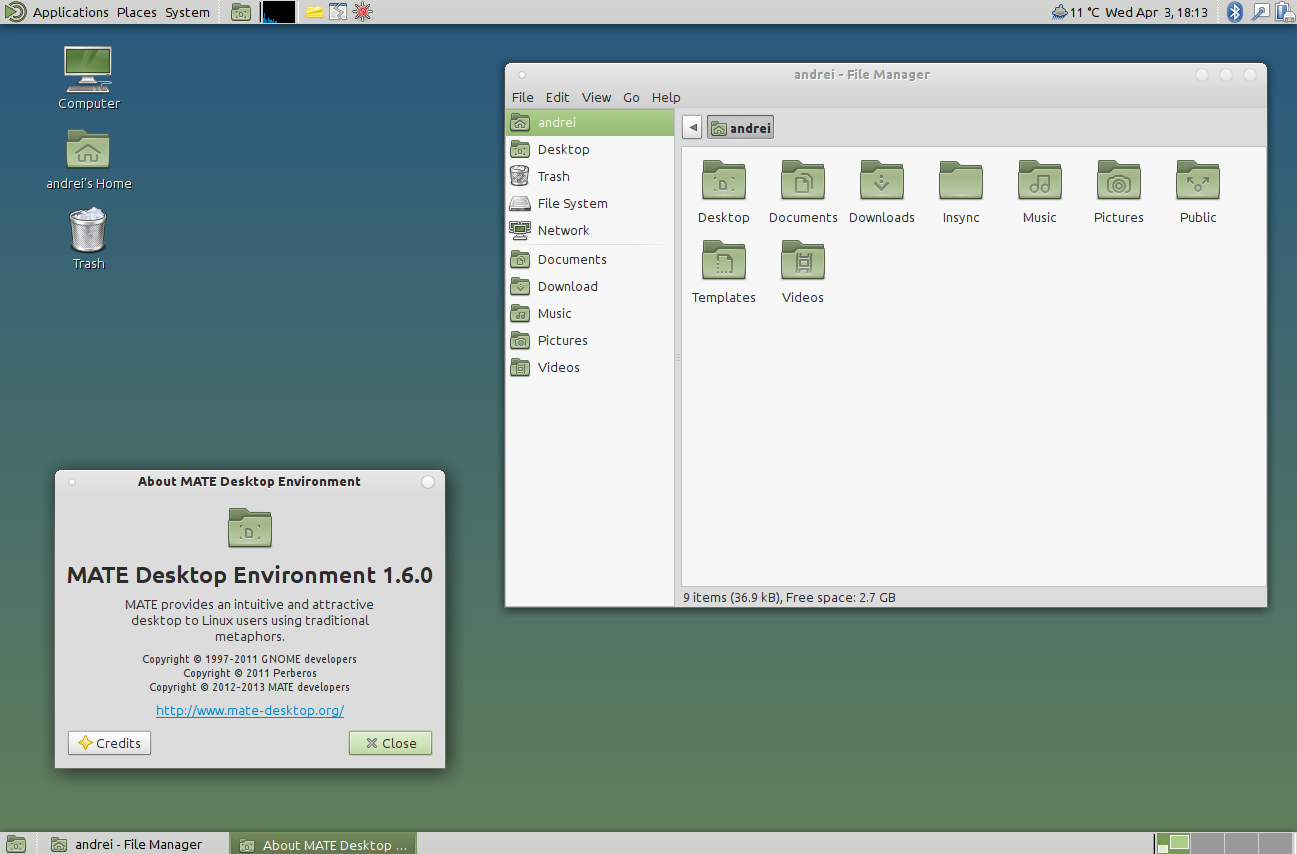 Applications Places System
11 °C Wed Apr 3, 18:13
Computer
andrei's Home
Trash
andrei - File Manager
File Edit View Go Help
andrei
Desktop
Trash
File System
Network
Documents
Download
Music
Pictures
Videos
andrei
Desktop Documents Downloads Insync Music Pictures Public
Templates Videos
9 items (36.9 kB), Free space: 2.7 GB
About MATE Desktop Environment
MATE Desktop Environment 1.6.0
MATE provides an intuitive and attractive
desktop to Linux users using traditional
metaphors.
Copyright © 1997-2011 GNOME developers
Copyright © 2011 Perberos
Copyright © 2012-2013 MATE developers
http://www.mate-desktop.org/
Credits Close
andrei - File Manager About MATE Desktop ...